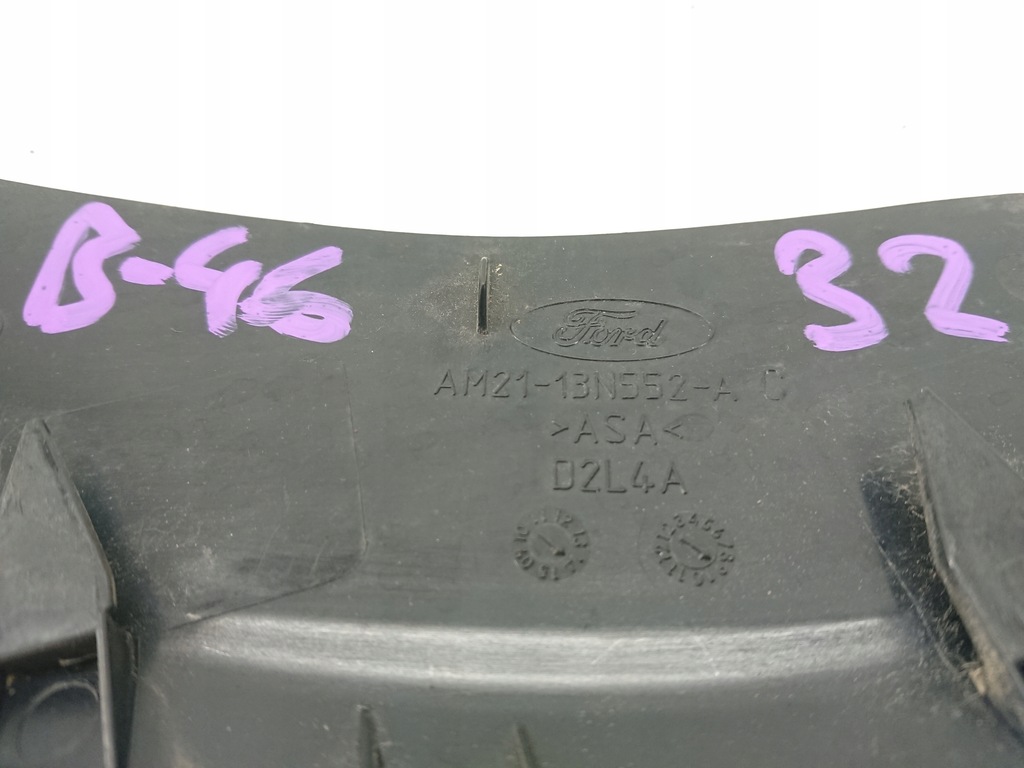 B-46
32
Ford
AM21-13N552-A C
>ASA<
D2L4A